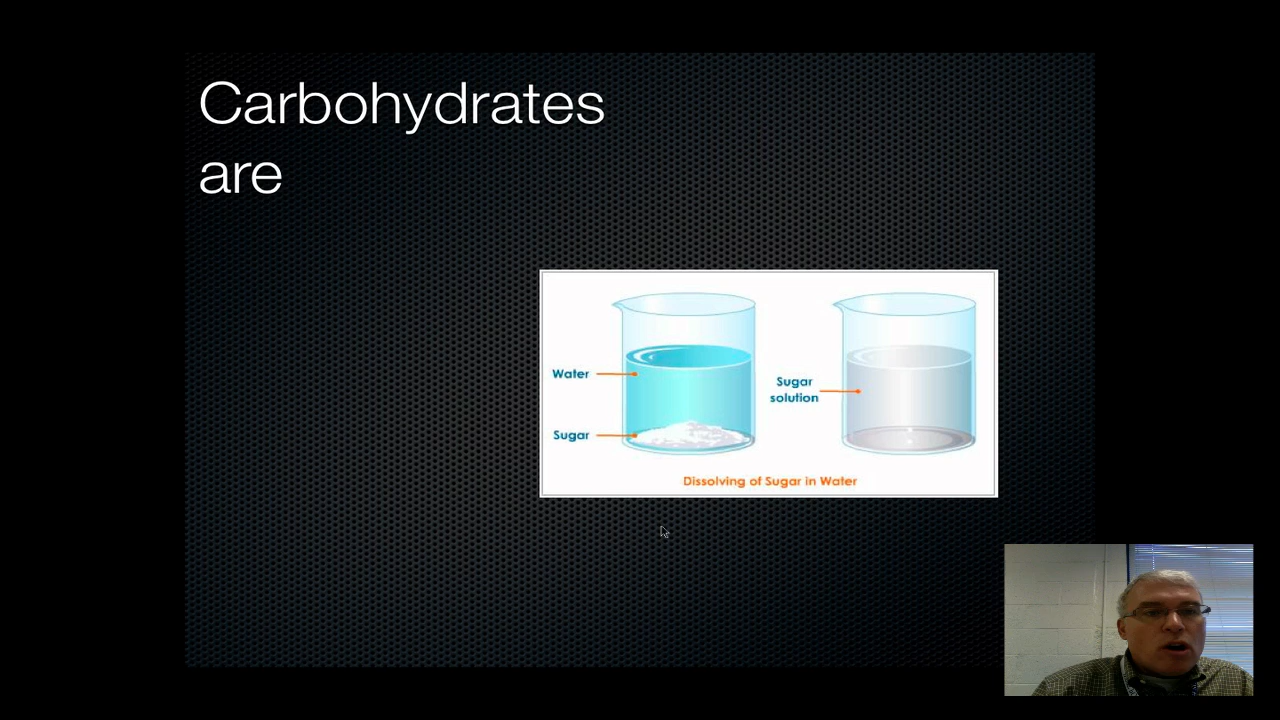 Carbohydrates
are
Water
Sugar
Sugar
solution
Dissolving of Sugar in Water